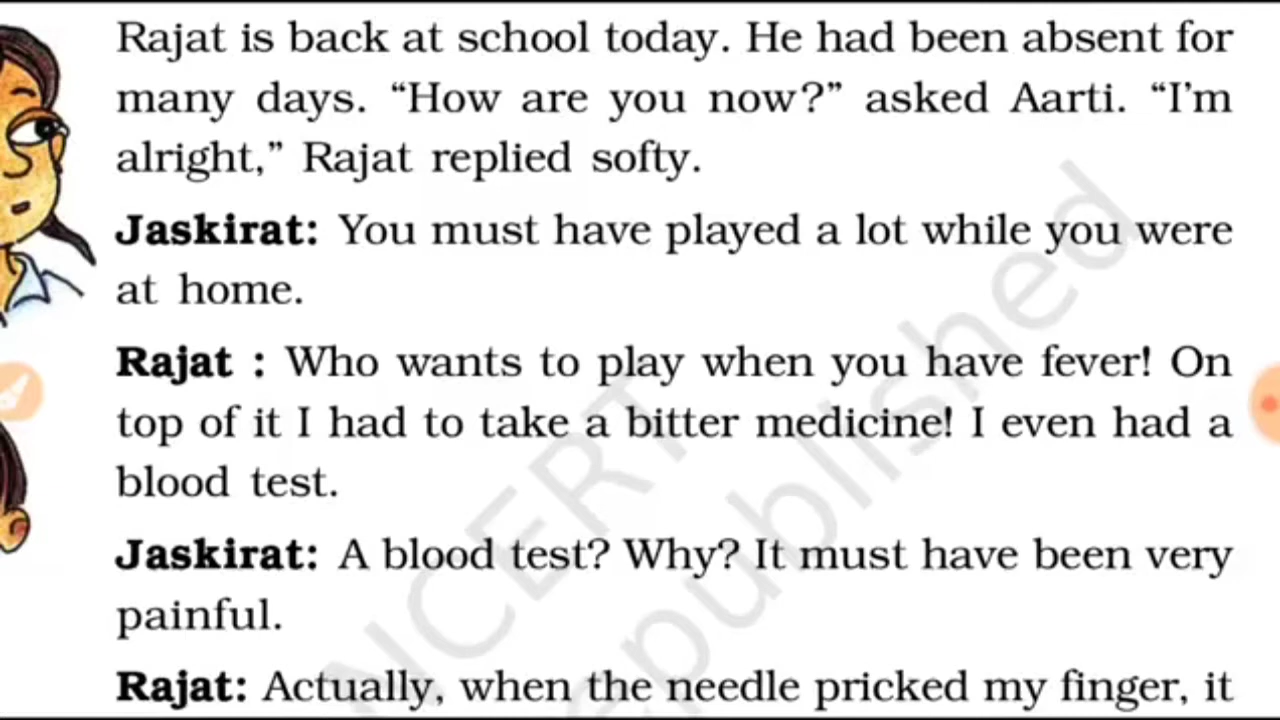 Rajat is back at school today. He had been absent for
many days. “How are you now?” asked Aarti. “I’m
alright,” Rajat replied softy.
Jaskirat: You must have played a lot while you were
at home.
Rajat : Who wants to play when you have fever! On
top of it I had to take a bitter medicine! I even had a
blood test.
Jaskirat: A blood test? Why? It must have been very
painful.
Rajat: Actually, when the needle pricked my finger, it
NCERT
republished